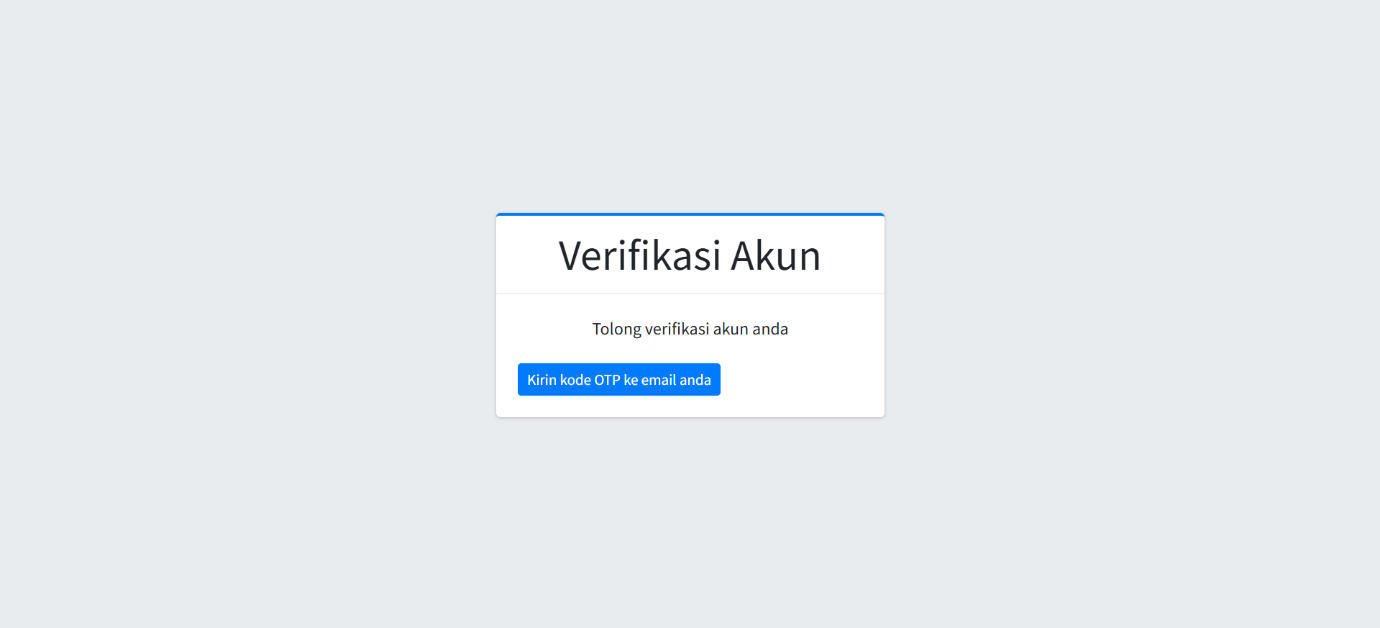 Verifikasi Akun
Tolong verifikasi akun anda
Kirin kode OTP ke email anda